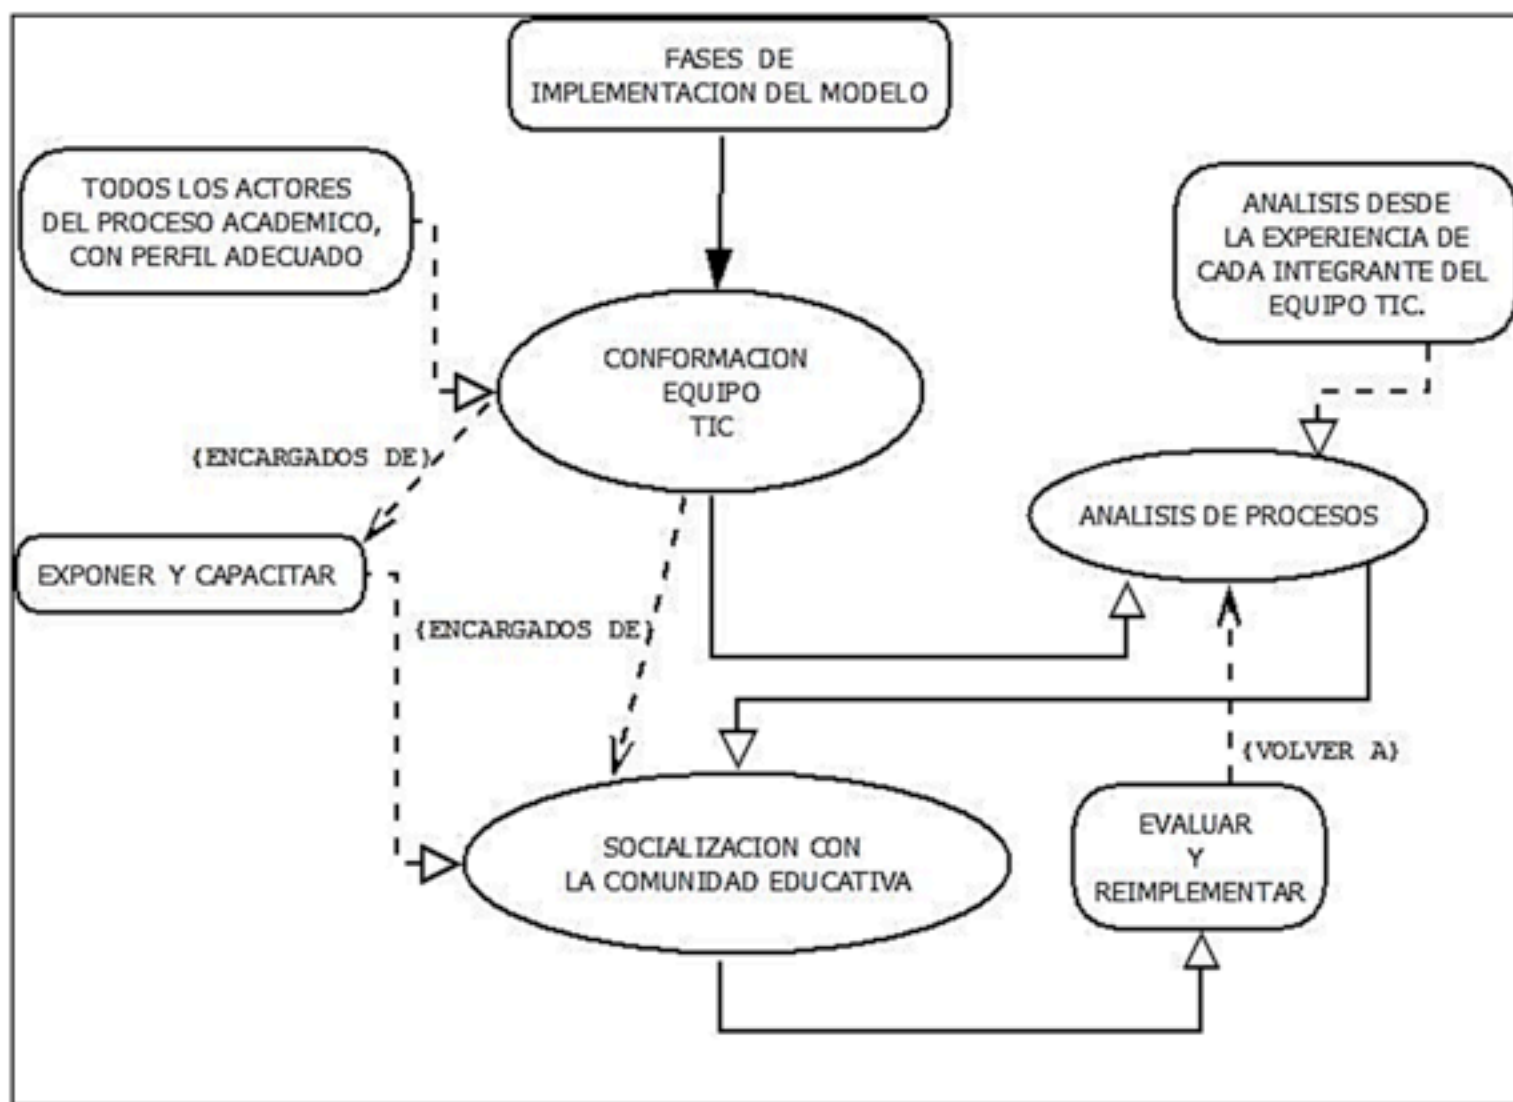 FASES DE
IMPLEMENTACION DEL MODELO
TODOS LOS ACTORES
DEL PROCESO ACADEMICO,
CON PERFIL ADECUADO
ANALISIS DESDE
LA EXPERIENCIA DE
CADA INTEGRANTE DEL
EQUIPO TIC.
CONFORMACION
EQUIPO
TIC
{ENCARGADOS DE}
ANALISIS DE PROCESOS
EXPONER Y CAPACITAR
{ENCARGADOS DE}
{VOLVER A}
SOCIALIZACION CON
LA COMUNIDAD EDUCATIVA
EVALUAR
Y
REIMPLEMENTAR